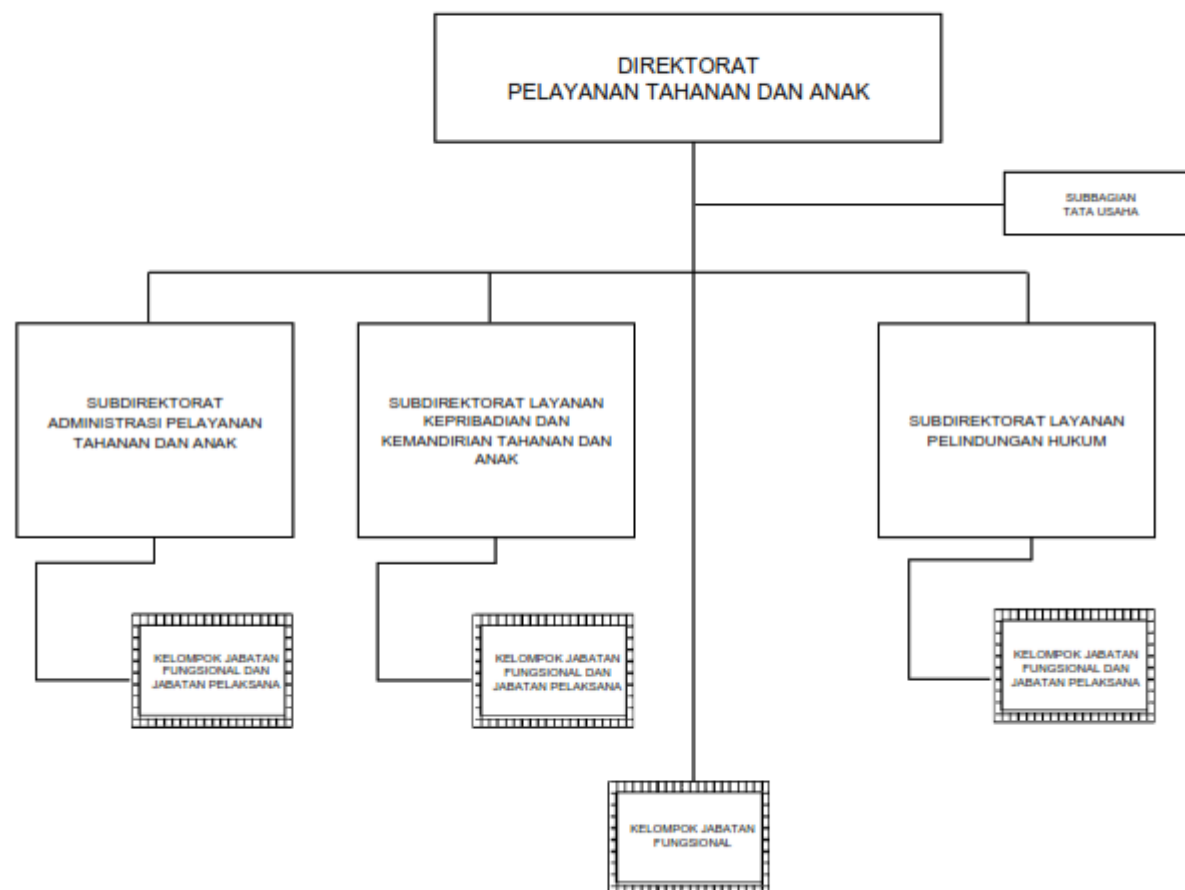 DIREKTORAT
PELAYANAN TAHANAN DAN ANAK
SUBBAGIAN
TATA USAHA
SUBDIREKTORAT
ADMINISTRASI PELAYANAN
TAHANAN DAN ANAK
SUBDIREKTORAT LAYANAN
KEPRIBADIAN DAN
KEMANDIRIAN TAHANAN DAN
ANAK
SUBDIREKTORAT LAYANAN
PELINDUNGAN HUKUM
KELOMPOK JABATAN
FUNGSIONAL DAN
JABATAN PELAKSANA
KELOMPOK JABATAN
FUNGSIONAL DAN
JABATAN PELAKSANA
KELOMPOK JABATAN
FUNGSIONAL DAN
JABATAN PELAKSANA
KELOMPOK JABATAN
FUNGSIONAL